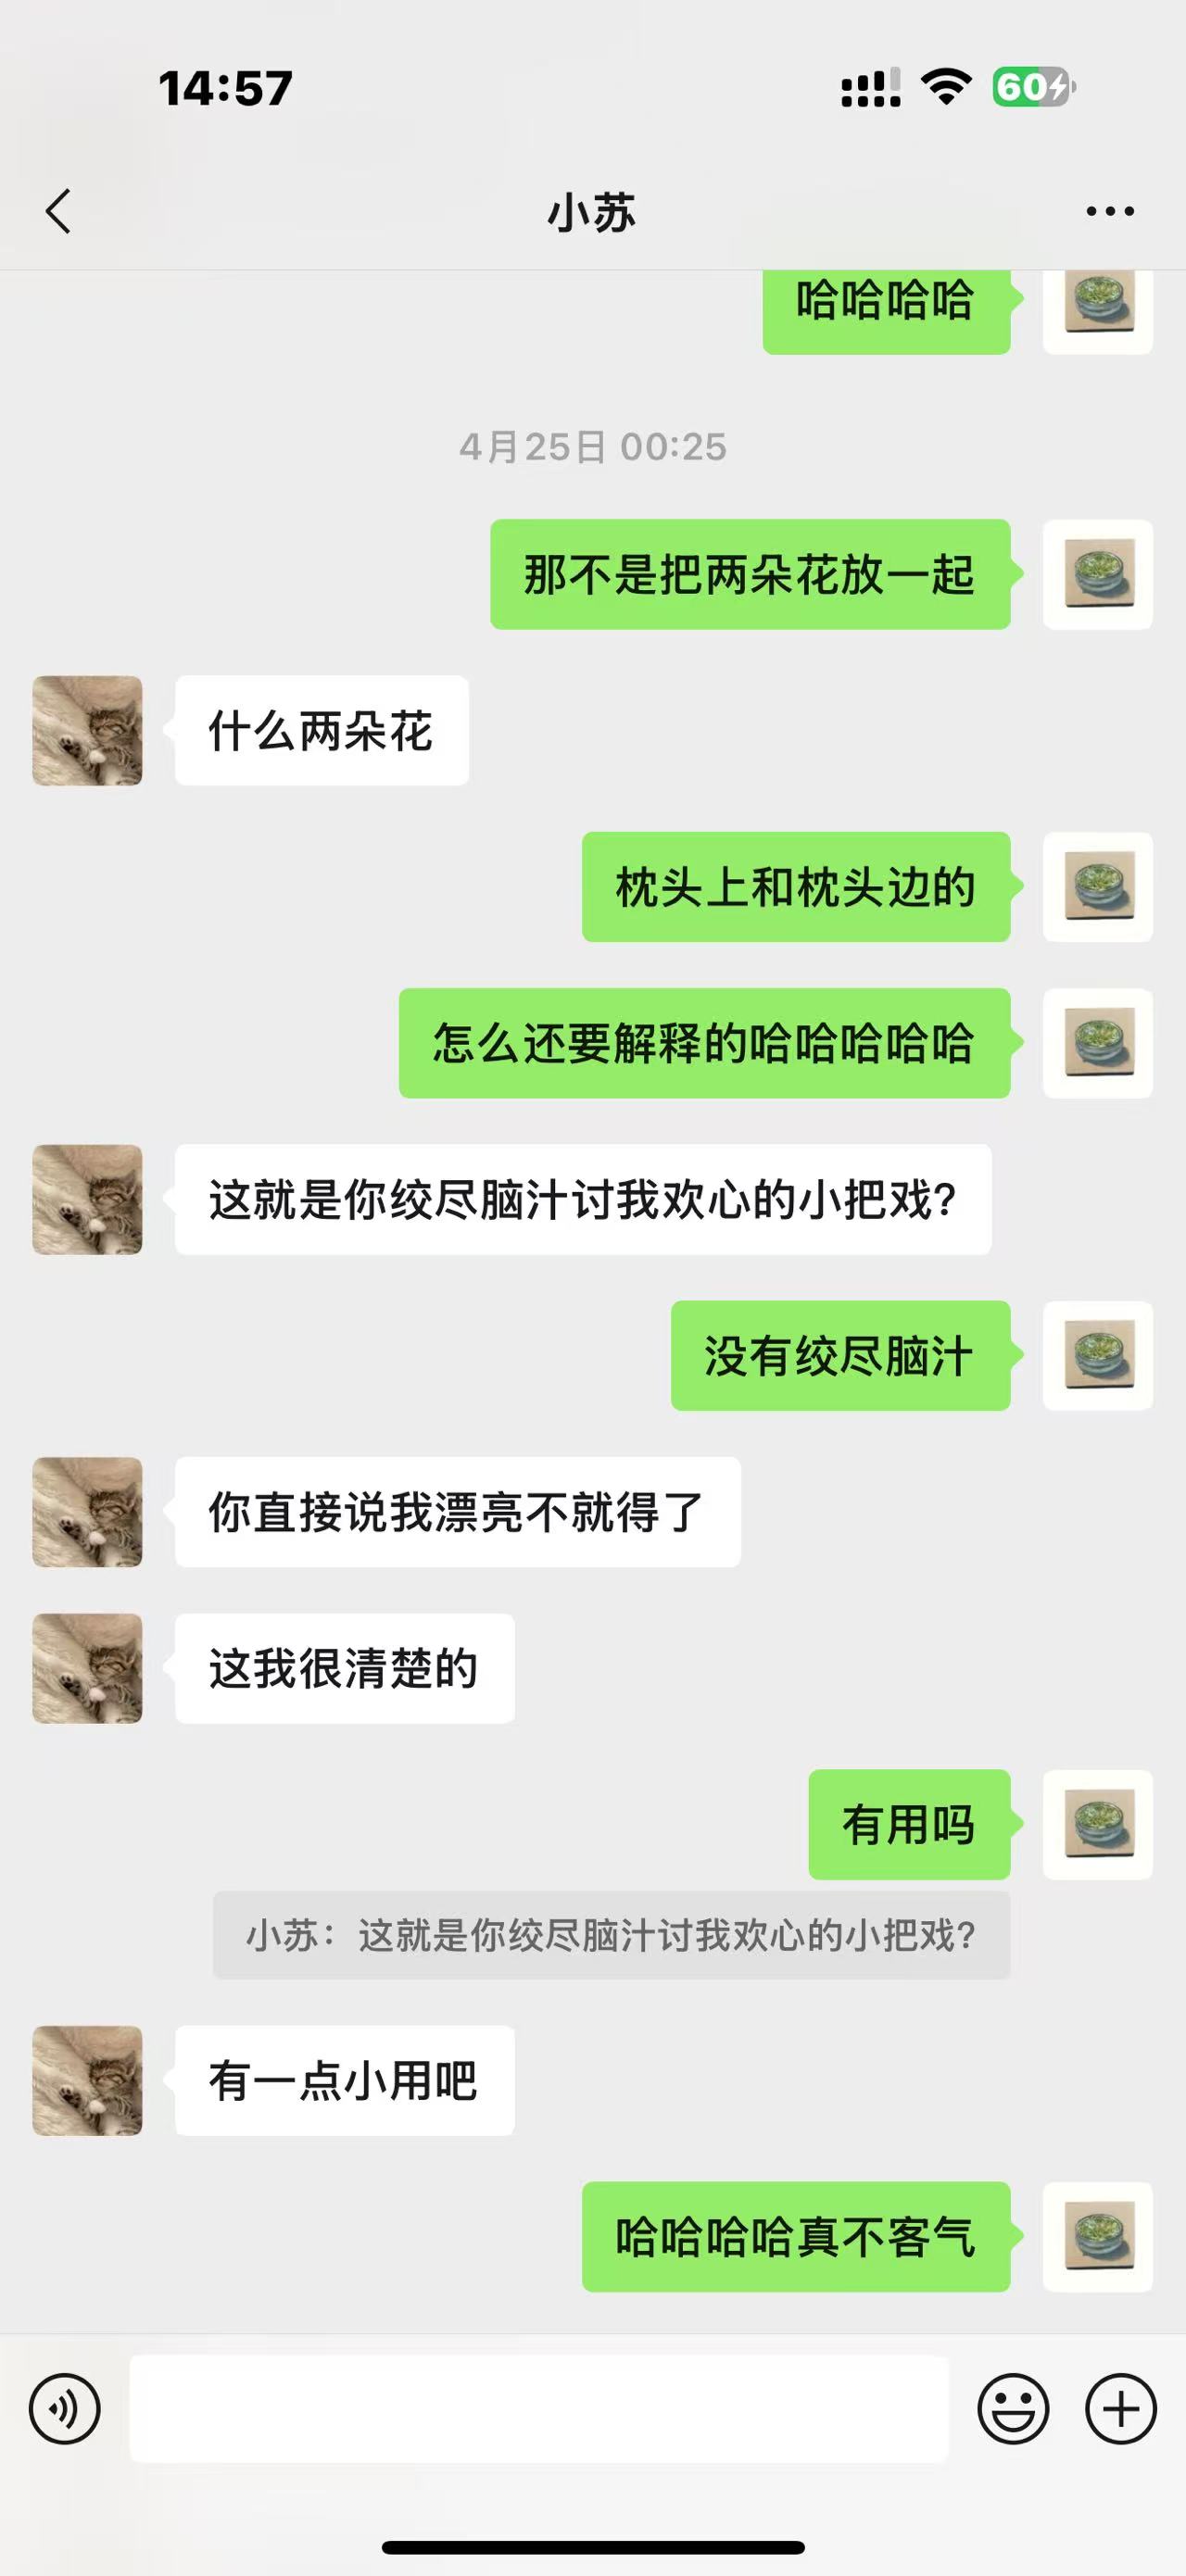 14:57
60
小苏
哈哈哈哈
4月25日 00:25
那不是把两朵花放一起
什么两朵花
枕头上和枕头边的
怎么还要解释的哈哈哈哈哈
这就是你绞尽脑汁讨我欢心的小把戏?
没有绞尽脑汁
你直接说我漂亮不就得了
这我很清楚的
有用吗
小苏：这就是你绞尽脑汁讨我欢心的小把戏?
有一点小用吧
哈哈哈哈真不客气